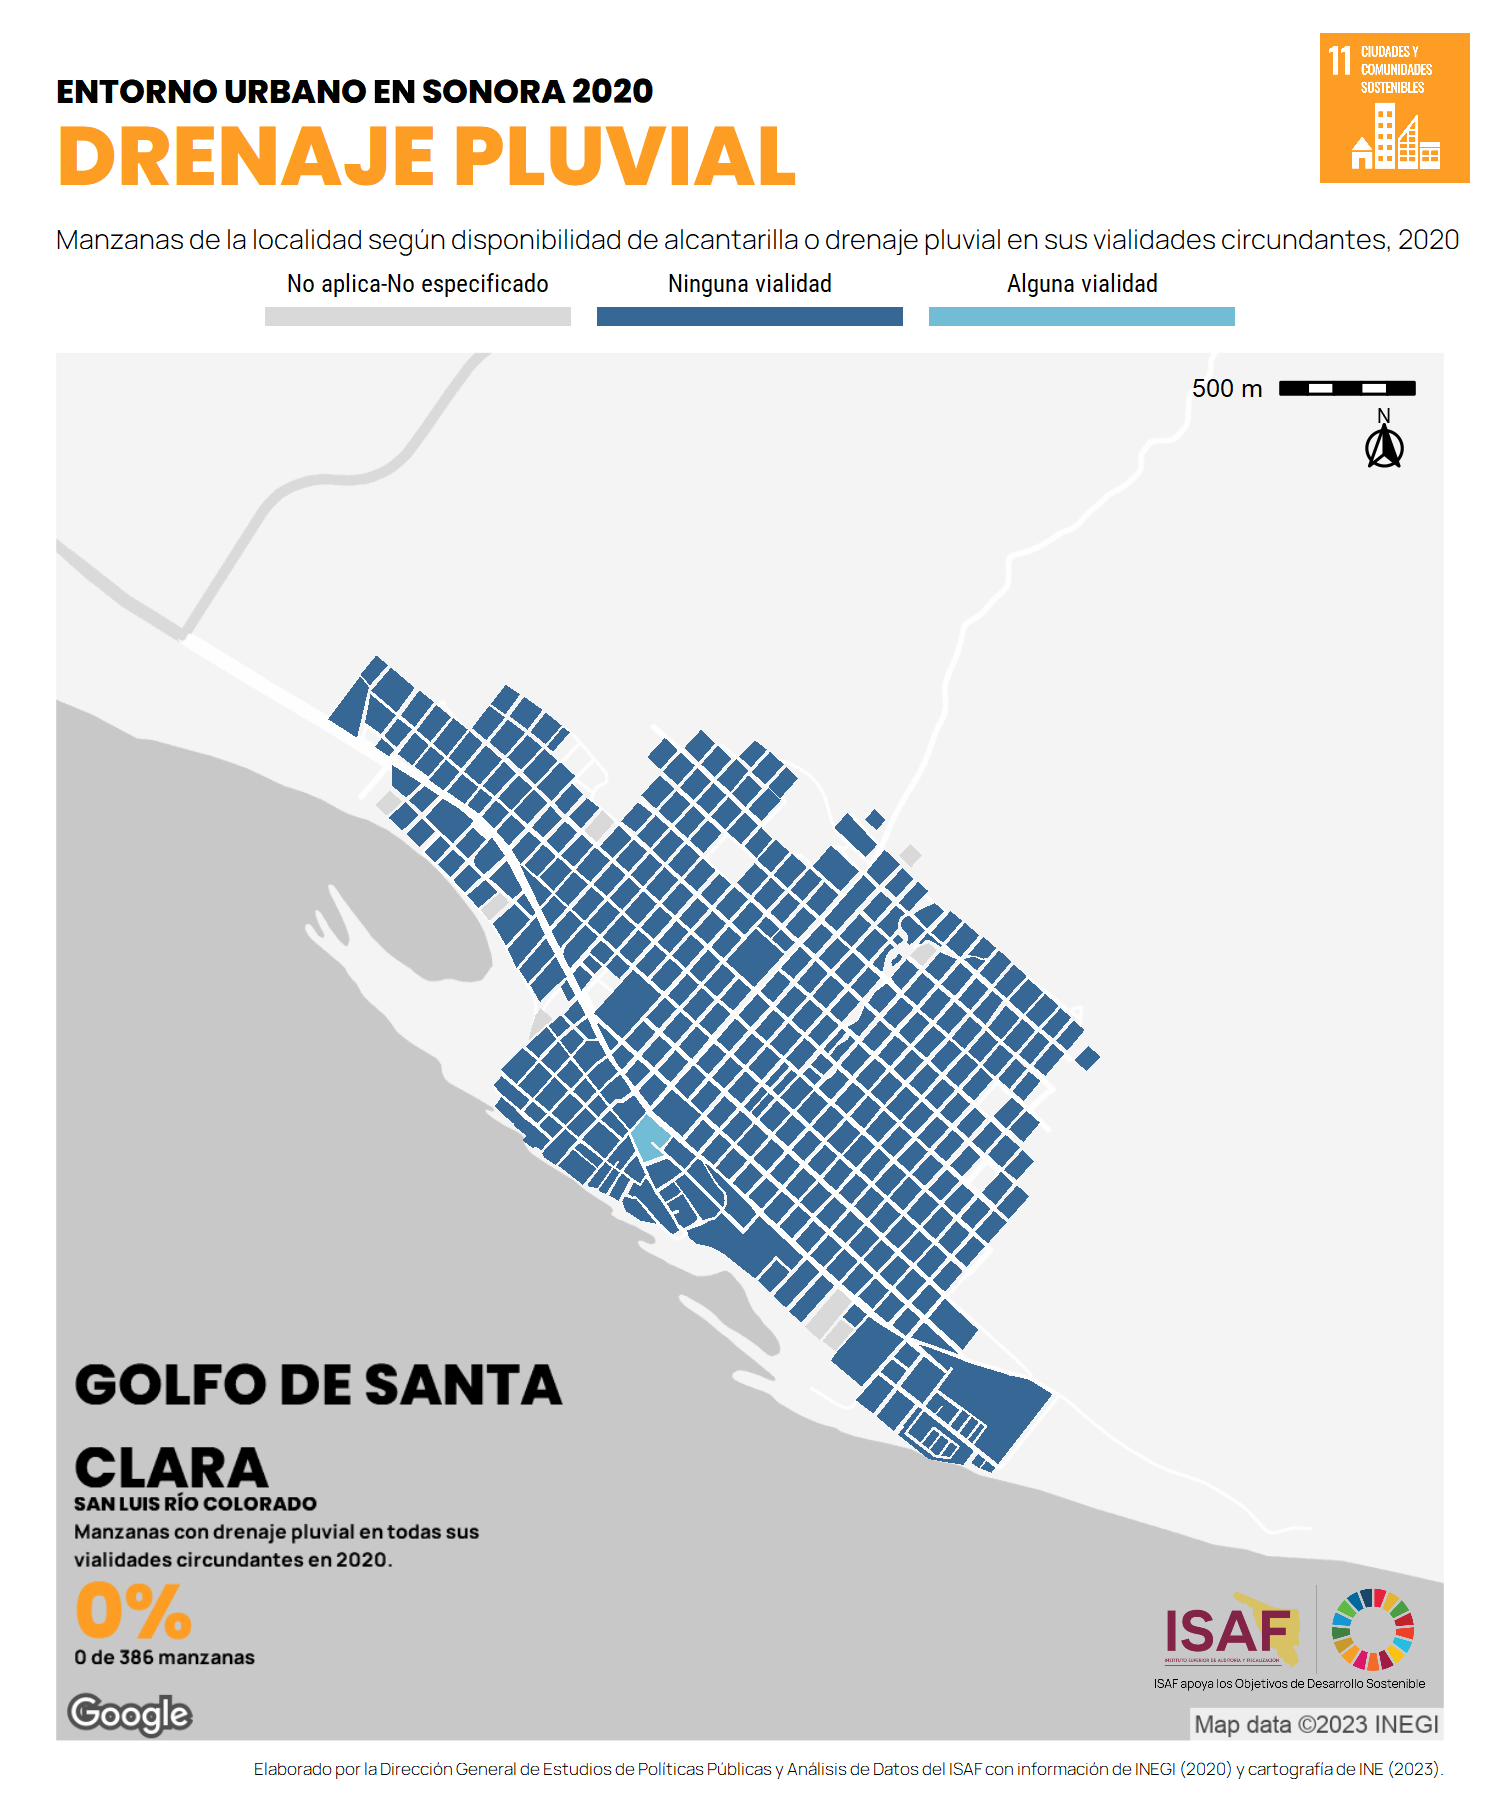 11 CIUDADES Y
COMUNIDADES
SOSTENIBLES
ENTORNO URBANO EN SONORA 2020
DRENAJE PLUVIAL
Manzanas de la localidad según disponibilidad de alcantarilla o drenaje pluvial en sus vialidades circundantes, 2020
No aplica-No especificado
Ninguna vialidad
Alguna vialidad
500 m
N
GOLFO DE SANTA
CLARA
SAN LUIS RÍO COLORADO
Manzanas con drenaje pluvial en todas sus
vialidades circundantes en 2020.
0%
0 de 386 manzanas
Google
ISAF
INSTITUTO SUPERIOR DE AUDITORÍA Y FISCALIZACIÓN
ISAF apoya los Objetivos de Desarrollo Sostenible
Map data ©2023 INEGI
Elaborado por la Dirección General de Estudios de Políticas Públicas y Análisis de Datos del ISAF con información de INEGI (2020) y cartografía de INE (2023).